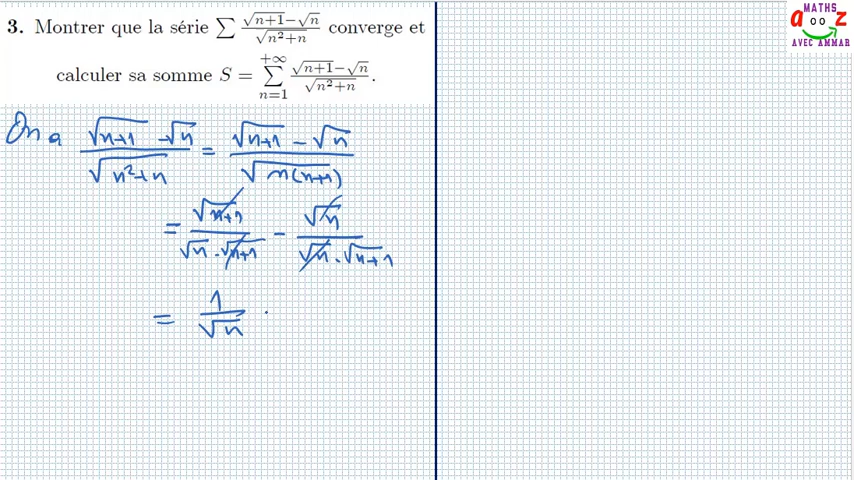 3. Montrer que la série ∑ (√(n+1)−√n)/√(n²+n) converge et
calculer sa somme S = ∑_{n=1}^{+∞} (√(n+1)−√n)/√(n²+n).
On a (√(n+1) − √n)/√(n²+n) = (√(n+1) − √n)/√(n(n+1))
= √(n+1)/(√n · √(n+1)) − √n/(√n · √(n+1))
= 1/√n
MATHS
a oo z
AVEC AMMAR